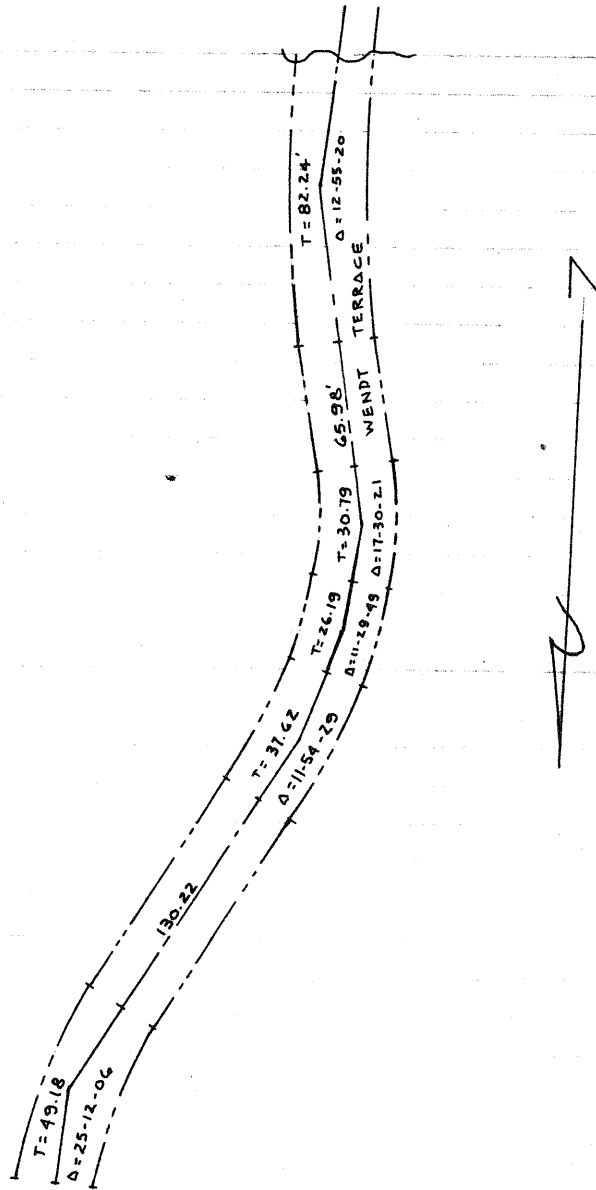 T=82.24'
Δ=12-55-20
WENDT TERRACE
65.98'
T=30.79
Δ=17-30-21
T=26.19
Δ=11-29-49
T=37.62
Δ=11-54-29
130.22
T=49.18
Δ=25-12-06